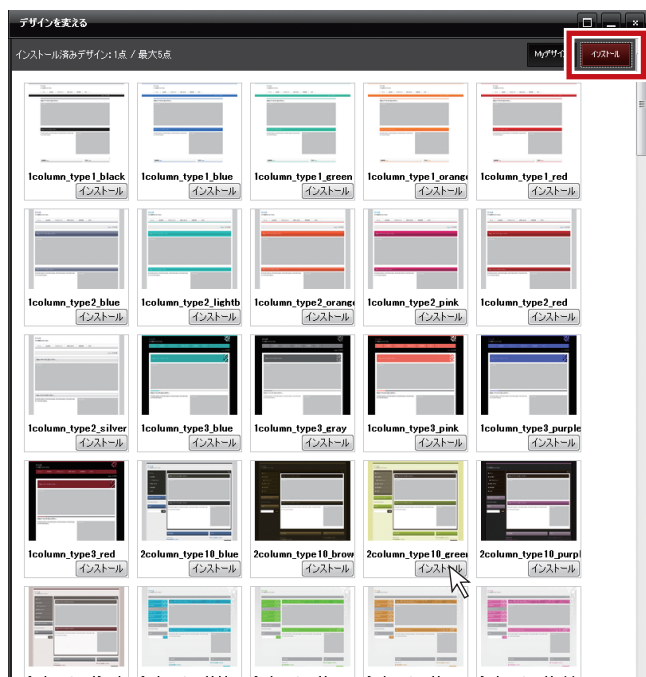 デザインを変える
インストール済みデザイン：1点 / 最大5点
Myデザイ
インストール
1column_type1_black
1column_type1_blue
1column_type1_green
1column_type1_orange
1column_type1_red
インストール
インストール
インストール
インストール
インストール
1column_type2_blue
1column_type2_lightb
1column_type2_orange
1column_type2_pink
1column_type2_red
インストール
インストール
インストール
インストール
インストール
1column_type2_silver
1column_type3_blue
1column_type3_gray
1column_type3_pink
1column_type3_purple
インストール
インストール
インストール
インストール
インストール
1column_type3_red
2column_type10_blue
2column_type10_brow
2column_type10_green
2column_type10_purpl
インストール
インストール
インストール
インストール
インストール